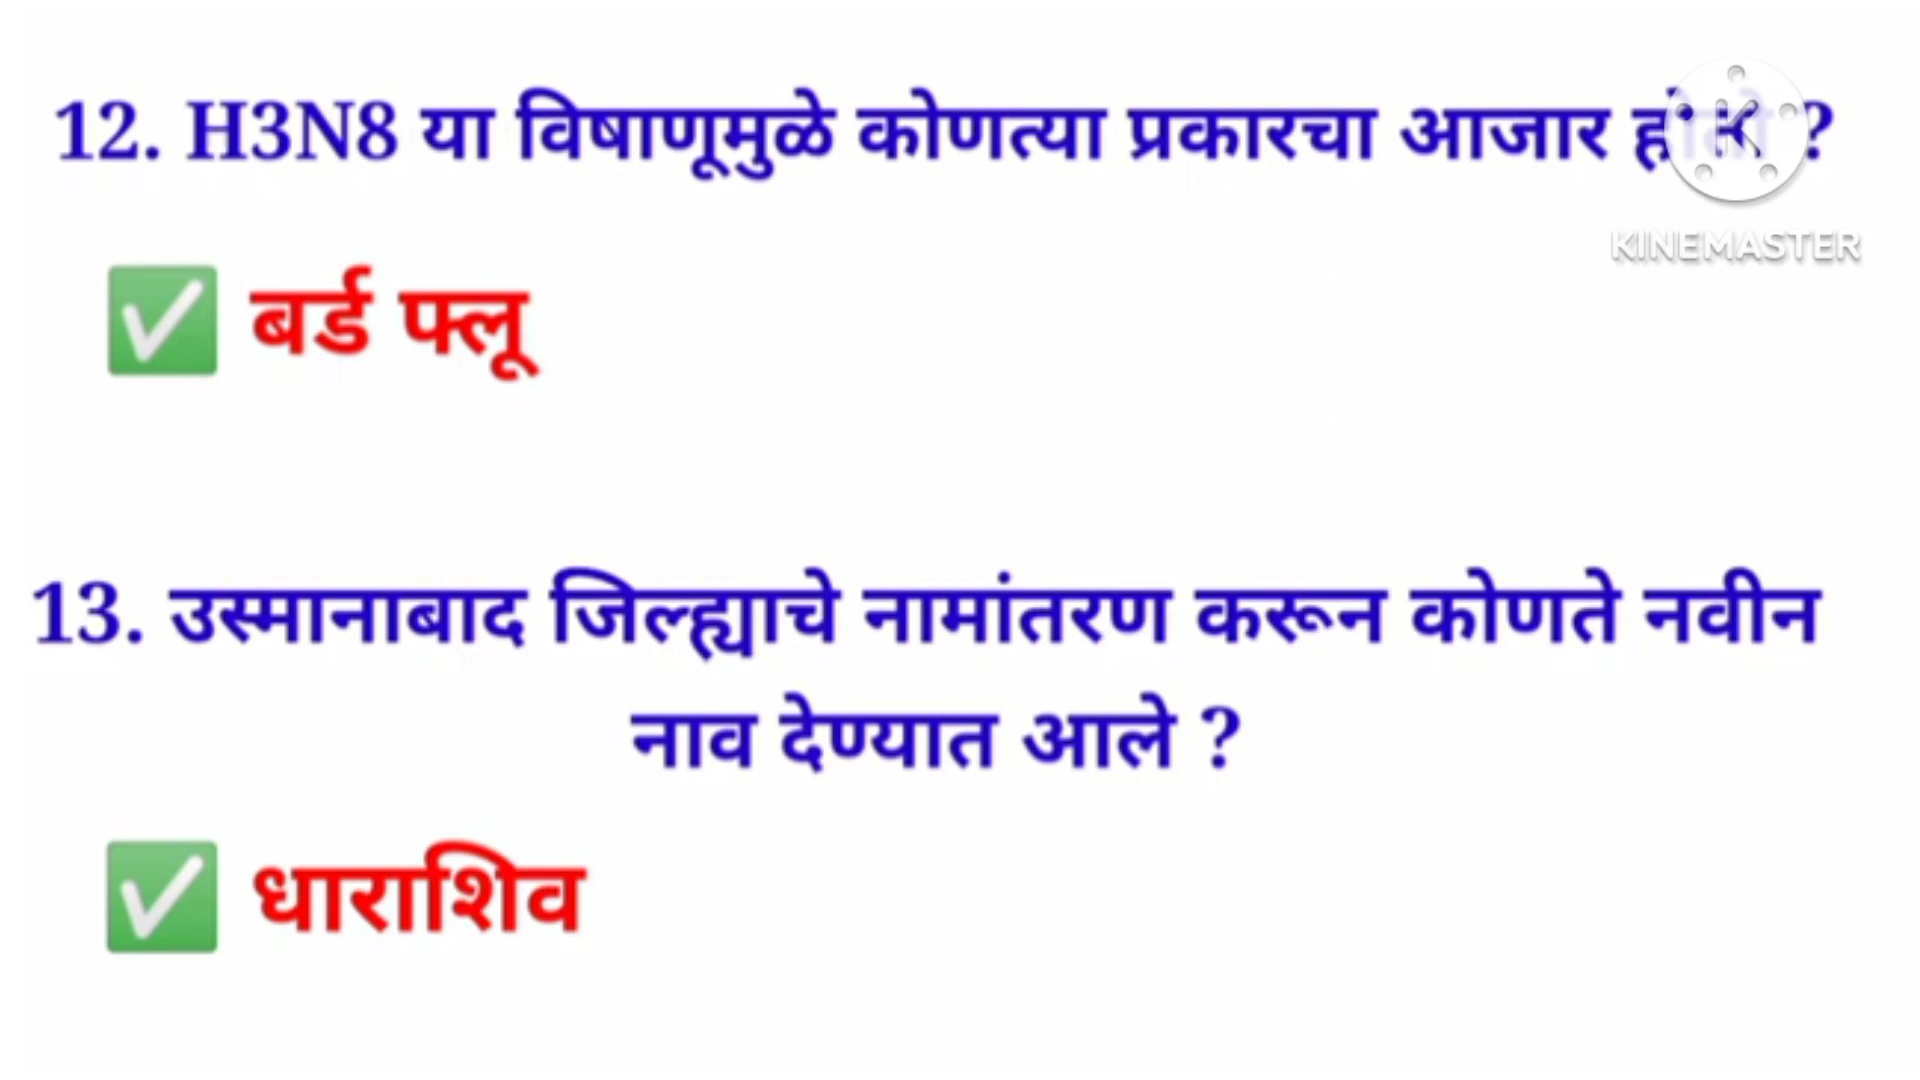 12. H3N8 या विषाणूमुळे कोणत्या प्रकारचा आजार होतो ?
KINEMASTER
✅ बर्ड फ्लू
13. उस्मानाबाद जिल्ह्याचे नामांतरण करून कोणते नवीन
नाव देण्यात आले ?
✅ धाराशिव